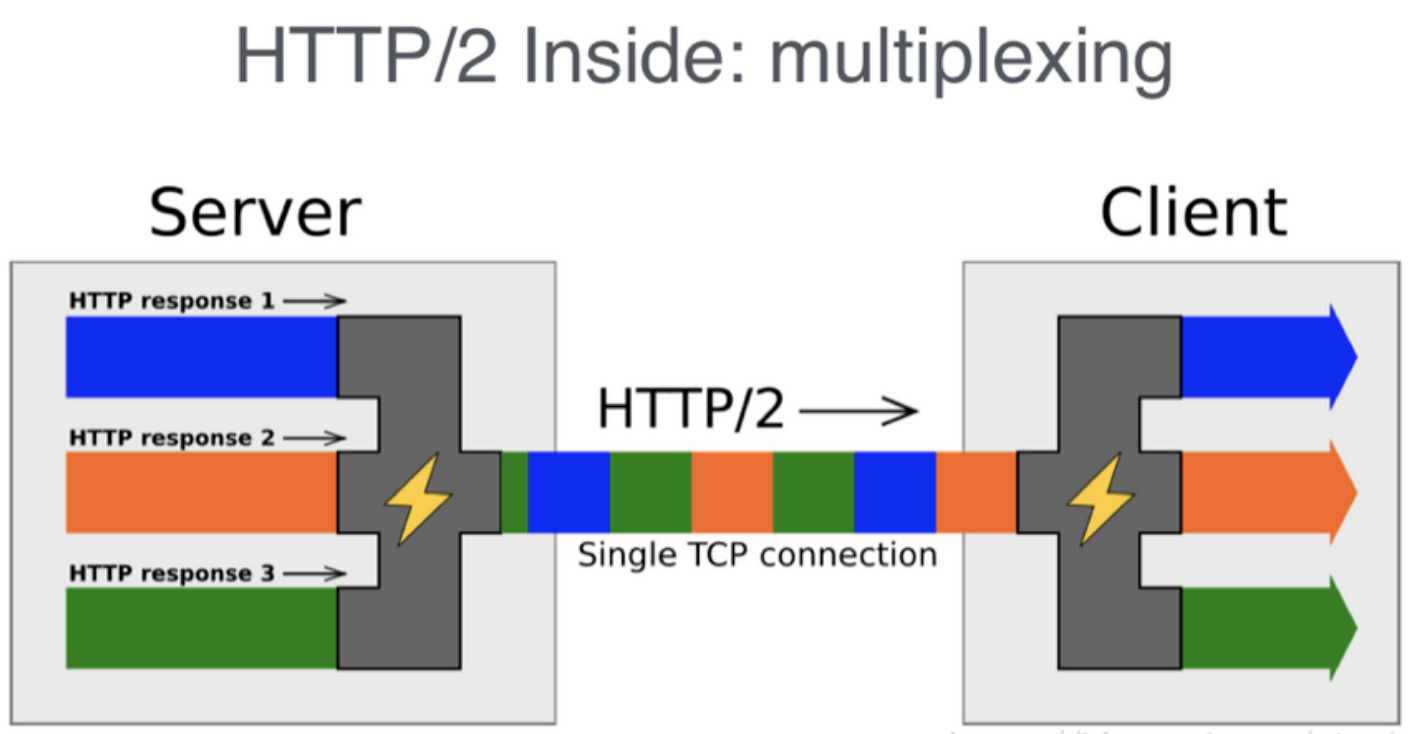 HTTP/2 Inside: multiplexing
Server
Client
HTTP response 1
HTTP response 2
HTTP response 3
HTTP/2
Single TCP connection